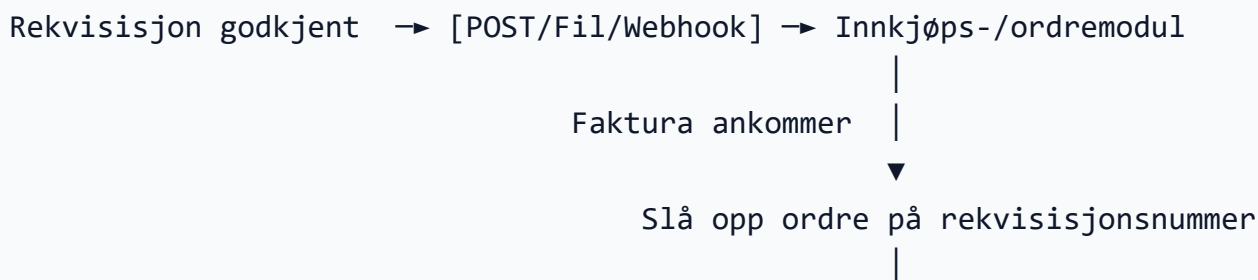 Rekvisisjon godkjent —► [POST/Fil/Webhook] —► Innkjøps-/ordremodul
Faktura ankommer
Slå opp ordre på rekvisisjonsnummer